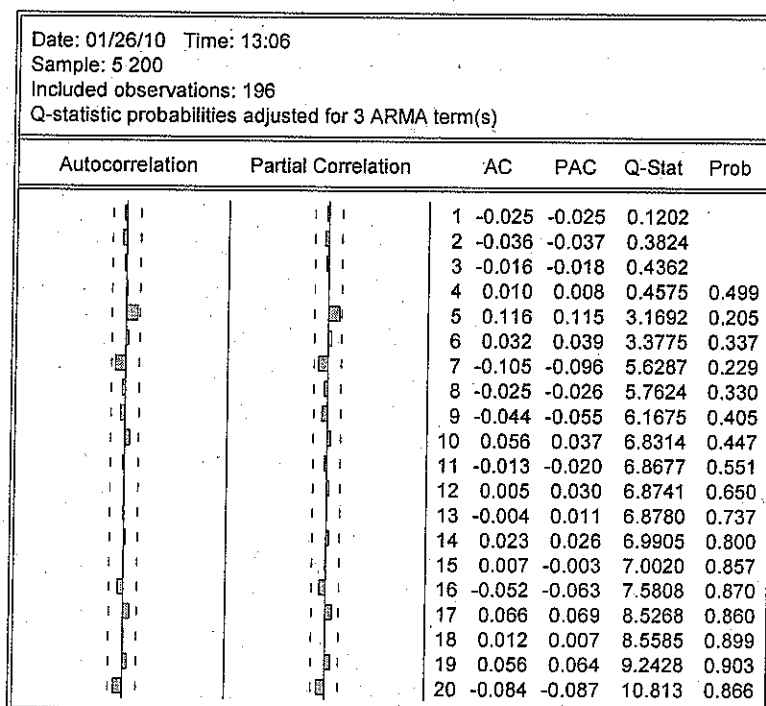 Date: 01/26/10 Time: 13:06
Sample: 5 200
Included observations: 196
Q-statistic probabilities adjusted for 3 ARMA term(s)
Autocorrelation Partial Correlation AC PAC Q-Stat Prob
1 -0.025 -0.025 0.1202
2 -0.036 -0.037 0.3824
3 -0.016 -0.018 0.4362
4 0.010 0.008 0.4575 0.499
5 0.116 0.115 3.1692 0.205
6 0.032 0.039 3.3775 0.337
7 -0.105 -0.096 5.6287 0.229
8 -0.025 -0.026 5.7624 0.330
9 -0.044 -0.055 6.1675 0.405
10 0.056 0.037 6.8314 0.447
11 -0.013 -0.020 6.8677 0.551
12 0.005 0.030 6.8741 0.650
13 -0.004 0.011 6.8780 0.737
14 0.023 0.026 6.9905 0.800
15 0.007 -0.003 7.0020 0.857
16 -0.052 -0.063 7.5808 0.870
17 0.066 0.069 8.5268 0.860
18 0.012 0.007 8.5585 0.899
19 0.056 0.064 9.2428 0.903
20 -0.084 -0.087 10.813 0.866